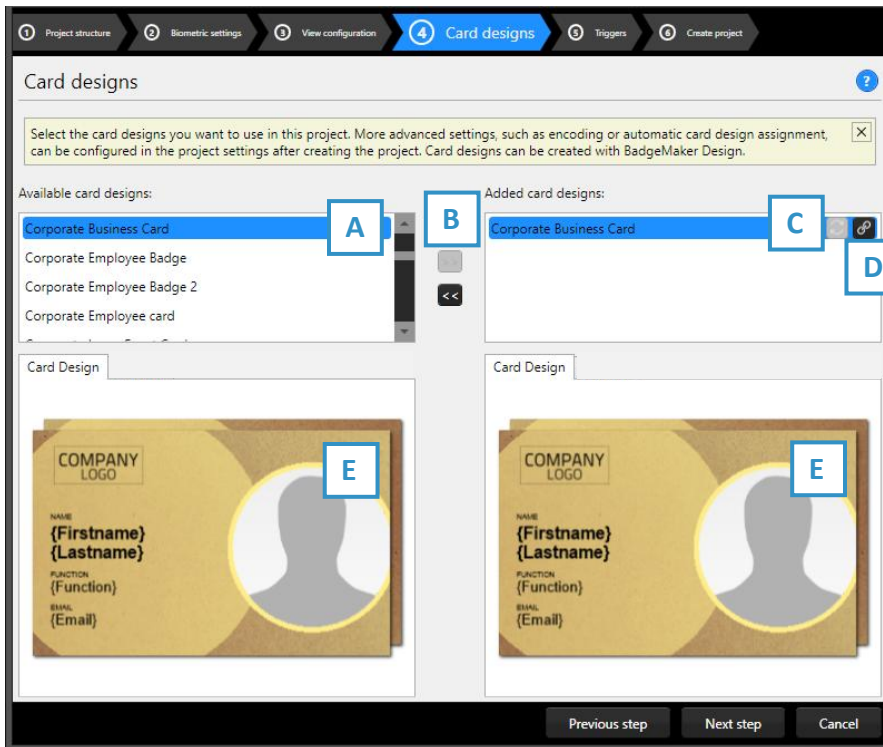 1 Project structure 2 Biometric settings 3 View configuration 4 Card designs 5 Triggers 6 Create project
Card designs ?
Select the card designs you want to use in this project. More advanced settings, such as encoding or automatic card design assignment,
can be configured in the project settings after creating the project. Card designs can be created with BadgeMaker Design.
Available card designs:
Corporate Business Card A
Corporate Employee Badge
Corporate Employee Badge 2
Corporate Employee card
B
>>
<<
Added card designs:
Corporate Business Card C
D
Card Design
COMPANY
LOGO
E
NAME
{Firstname}
{Lastname}
FUNCTION
{Function}
EMAIL
{Email}
Card Design
COMPANY
LOGO
E
NAME
{Firstname}
{Lastname}
FUNCTION
{Function}
EMAIL
{Email}
Previous step Next step Cancel